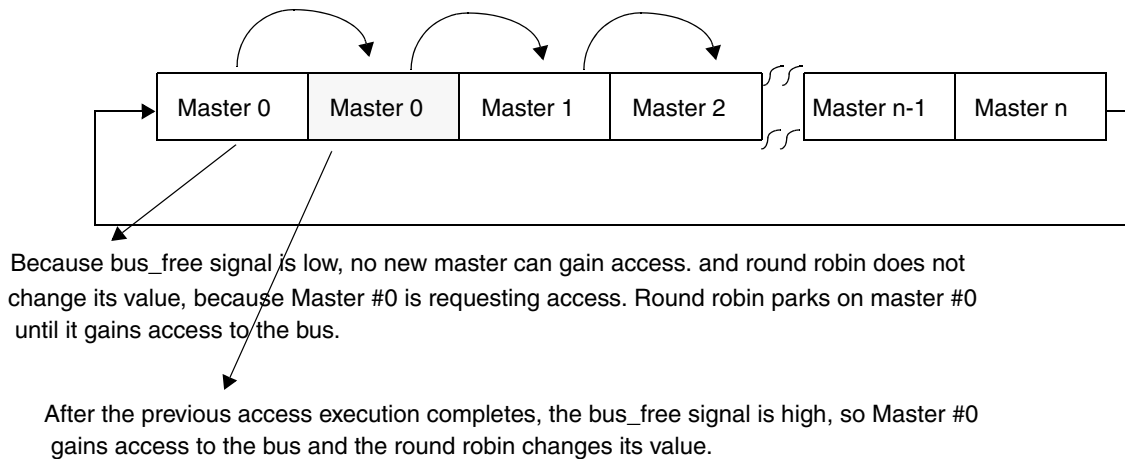 Master 0 Master 0 Master 1 Master 2 Master n-1 Master n
Because bus_free signal is low, no new master can gain access. and round robin does not
change its value, because Master #0 is requesting access. Round robin parks on master #0
until it gains access to the bus.
After the previous access execution completes, the bus_free signal is high, so Master #0
gains access to the bus and the round robin changes its value.